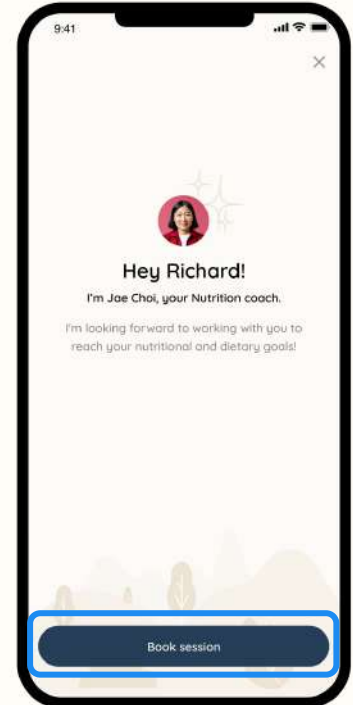 9:41
Hey Richard!
I'm Jae Choi, your Nutrition coach.
I'm looking forward to working with you to
reach your nutritional and dietary goals!
Book session